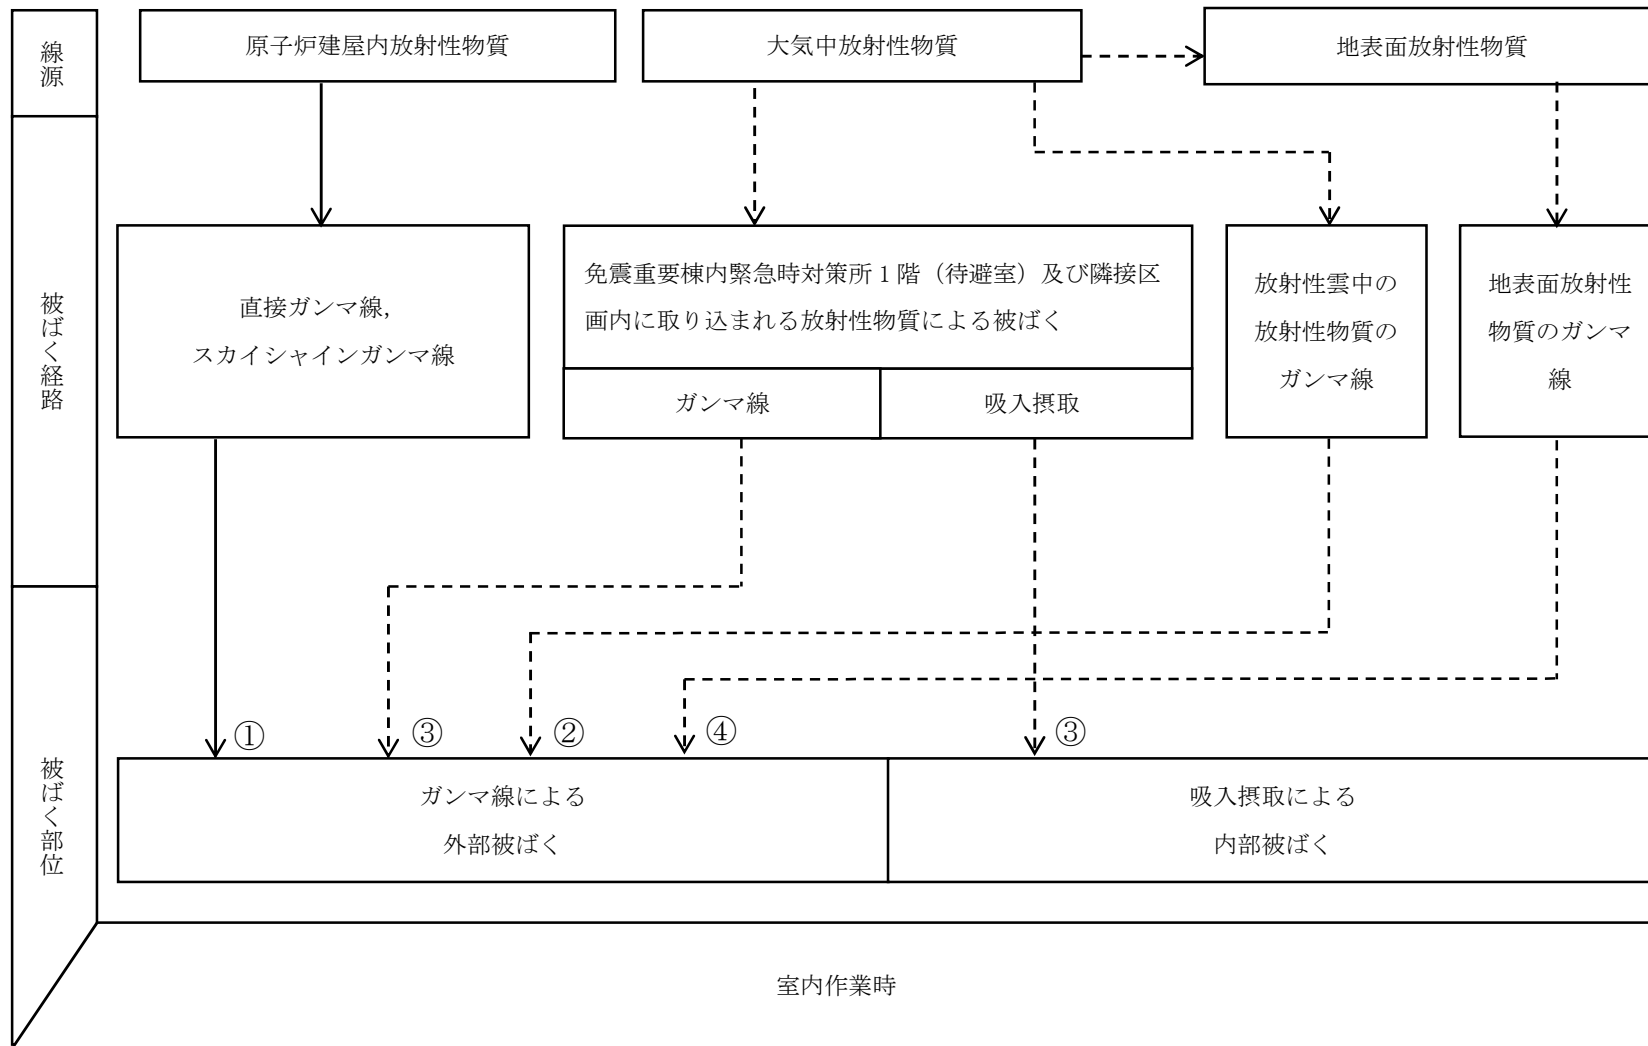 線源
原子炉建屋内放射性物質
大気中放射性物質
地表面放射性物質
被ばく経路
直接ガンマ線,
スカイシャインガンマ線
免震重要棟内緊急時対策所1階（待避室）及び隣接区
画内に取り込まれる放射性物質による被ばく
ガンマ線
吸入摂取
放射性雲中の
放射性物質の
ガンマ線
地表面放射性
物質のガンマ
線
被ばく部位
①
③
②
④
③
ガンマ線による
外部被ばく
吸入摂取による
内部被ばく
室内作業時